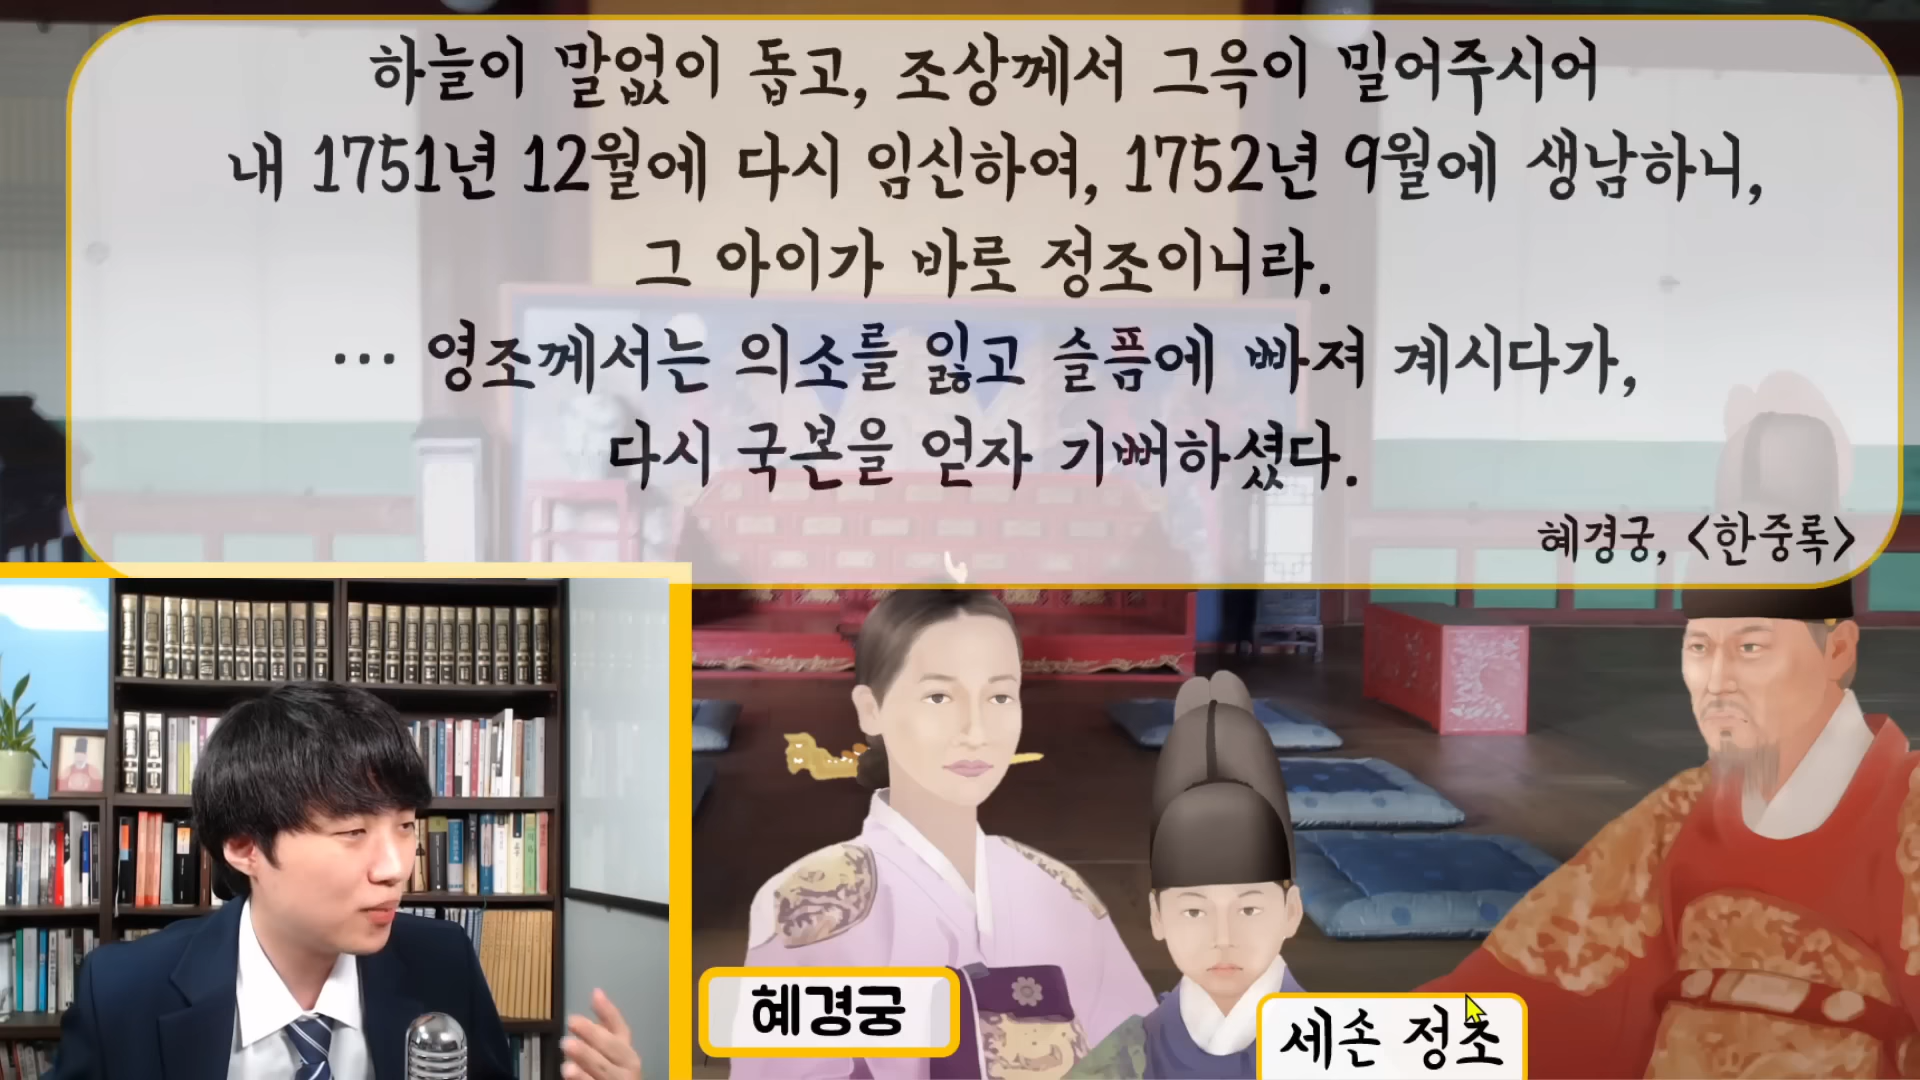 하늘이 말없이 돕고, 조상께서 그윽이 밀어주시어
내 1751년 12월에 다시 임신하여, 1752년 9월에 생남하니,
그 아이가 바로 정조이니라.
… 영조께서는 의소를 잃고 슬픔에 빠져 계시다가,
다시 국본을 얻자 기뻐하셨다.
혜경궁, <한중록>
혜경궁
세손 정조